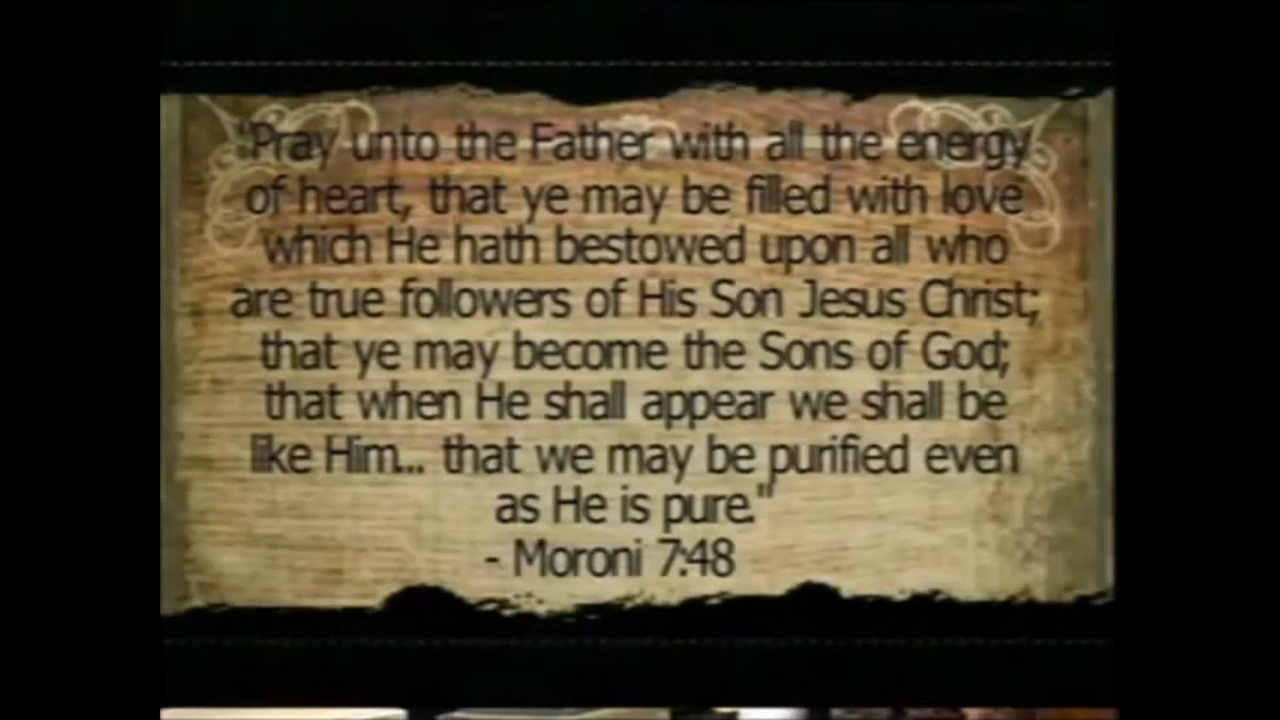 "Pray unto the Father with all the energy
of heart, that ye may be filled with love
which He hath bestowed upon all who
are true followers of His Son Jesus Christ;
that ye may become the Sons of God;
that when He shall appear we shall be
like Him... that we may be purified even
as He is pure."
- Moroni 7:48